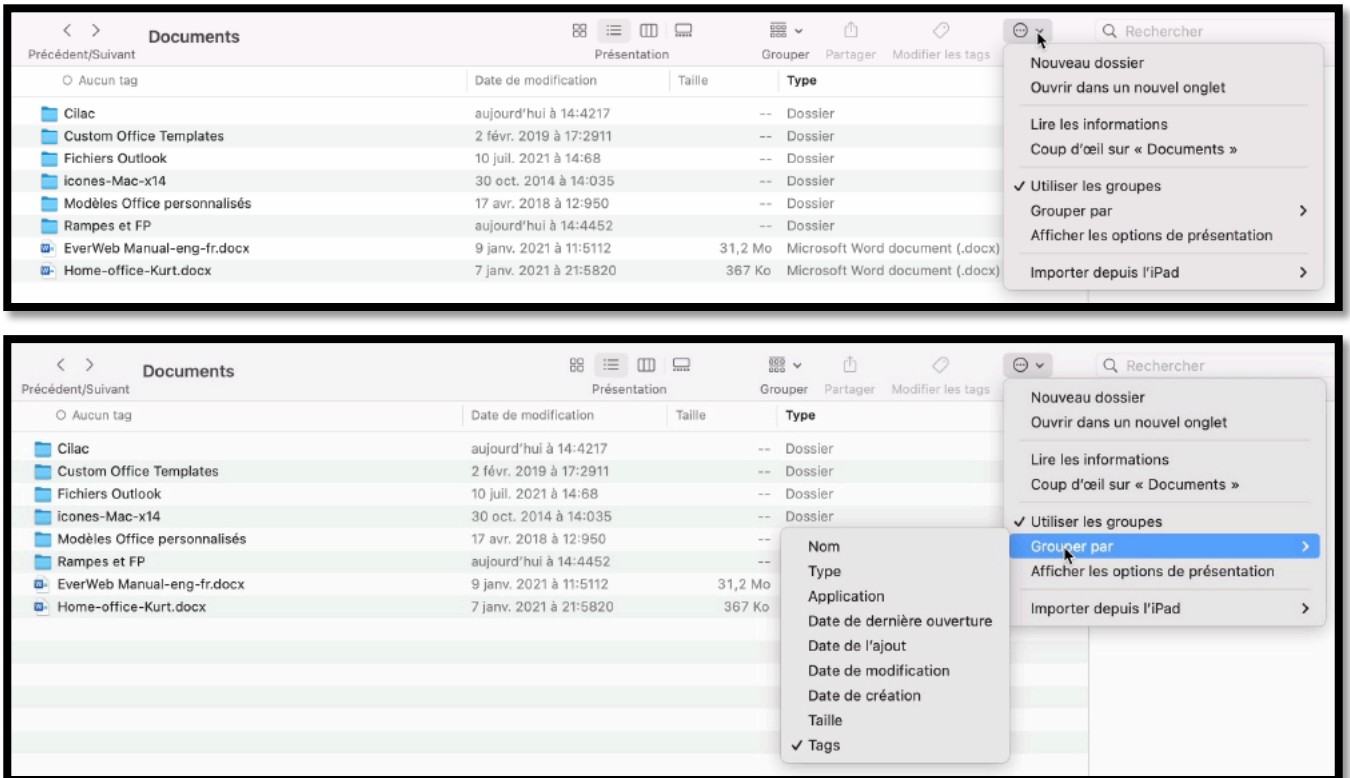 Documents
Rechercher
Précédent/Suivant Présentation Grouper Partager Modifier les tags
Aucun tag Date de modification Taille Type
Cilac aujourd'hui à 14:4217 -- Dossier
Custom Office Templates 2 févr. 2019 à 17:2911 -- Dossier
Fichiers Outlook 10 juil. 2021 à 14:68 -- Dossier
icones-Mac-x14 30 oct. 2014 à 14:035 -- Dossier
Modèles Office personnalisés 17 avr. 2018 à 12:950 -- Dossier
Rampes et FP aujourd'hui à 14:4452 -- Dossier
EverWeb Manual-eng-fr.docx 9 janv. 2021 à 11:5112 31,2 Mo Microsoft Word document (.docx)
Home-office-Kurt.docx 7 janv. 2021 à 21:5820 367 Ko Microsoft Word document (.docx)
Nouveau dossier
Ouvrir dans un nouvel onglet
Lire les informations
Coup d'œil sur « Documents »
✓ Utiliser les groupes
Grouper par
Afficher les options de présentation
Importer depuis l'iPad
Documents
Rechercher
Précédent/Suivant Présentation Grouper Partager Modifier les tags
Aucun tag Date de modification Taille Type
Cilac aujourd'hui à 14:4217 -- Dossier
Custom Office Templates 2 févr. 2019 à 17:2911 -- Dossier
Fichiers Outlook 10 juil. 2021 à 14:68 -- Dossier
icones-Mac-x14 30 oct. 2014 à 14:035 -- Dossier
Modèles Office personnalisés 17 avr. 2018 à 12:950 --
Rampes et FP aujourd'hui à 14:4452 --
EverWeb Manual-eng-fr.docx 9 janv. 2021 à 11:5112 31,2 Mo
Home-office-Kurt.docx 7 janv. 2021 à 21:5820 367 Ko
Nouveau dossier
Ouvrir dans un nouvel onglet
Lire les informations
Coup d'œil sur « Documents »
✓ Utiliser les groupes
Grouper par
Afficher les options de présentation
Importer depuis l'iPad
Nom
Type
Application
Date de dernière ouverture
Date de l'ajout
Date de modification
Date de création
Taille
✓ Tags